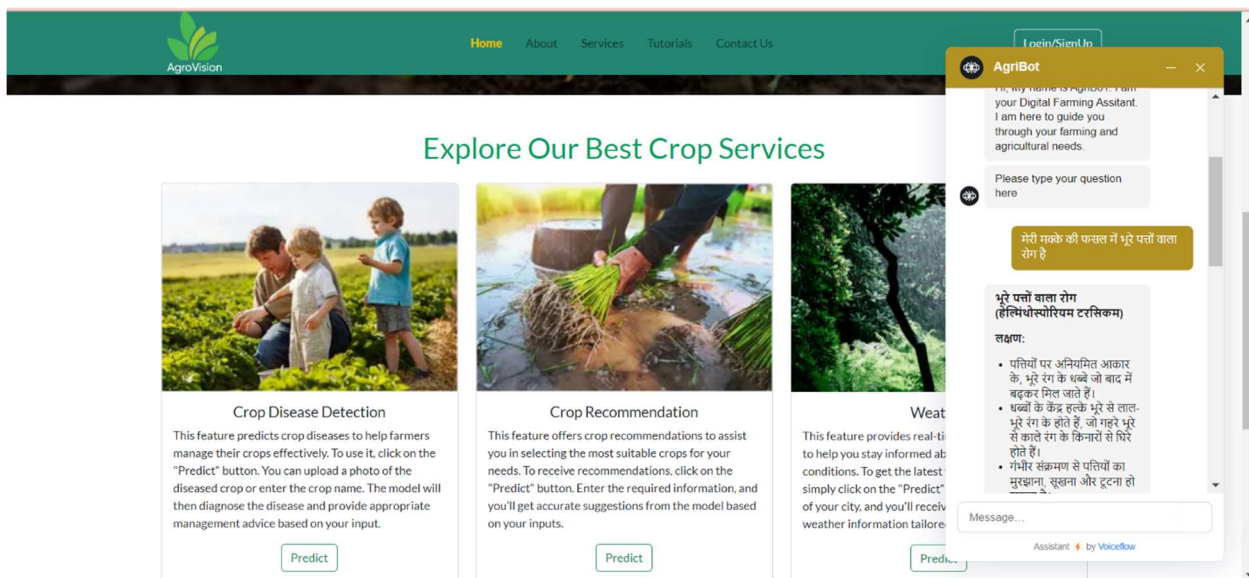 AgroVision
Home About Services Tutorials Contact Us
Login/SignUp
Explore Our Best Crop Services
Crop Disease Detection
This feature predicts crop diseases to help farmers
manage their crops effectively. To use it, click on the
"Predict" button. You can upload a photo of the
diseased crop or enter the crop name. The model will
then diagnose the disease and provide appropriate
management advice based on your input.
Predict
Crop Recommendation
This feature offers crop recommendations to assist
you in selecting the most suitable crops for your
needs. To receive recommendations, click on the
"Predict" button. Enter the required information, and
you'll get accurate suggestions from the model based
on your inputs.
Predict
Weat
This feature provides real-ti
to help you stay informed ab
conditions. To get the latest
simply click on the "Predict"
of your city, and you'll receiv
weather information tailore
Predi
AgriBot
Hi, My name is AgriBOT. I am
your Digital Farming Assitant.
I am here to guide you
through your farming and
agricultural needs.
Please type your question
here
मेरी मक्के की फसल में भूरे पत्तों वाला
रोग है
भूरे पत्तों वाला रोग
(हेल्मिंथोस्पोरियम टरसिकम)
लक्षण:
• पत्तियों पर अनियमित आकार
के, भूरे रंग के धब्बे जो बाद में
बढ़कर मिल जाते हैं।
• धब्बों के केंद्र हल्के भूरे से लाल-
भूरे रंग के होते हैं, जो गहरे भूरे
से काले रंग के किनारों से घिरे
होते हैं।
• गंभीर संक्रमण से पत्तियों का
मुरझाना, सूखना और टूटना हो
Message...
Assistant by Voiceflow